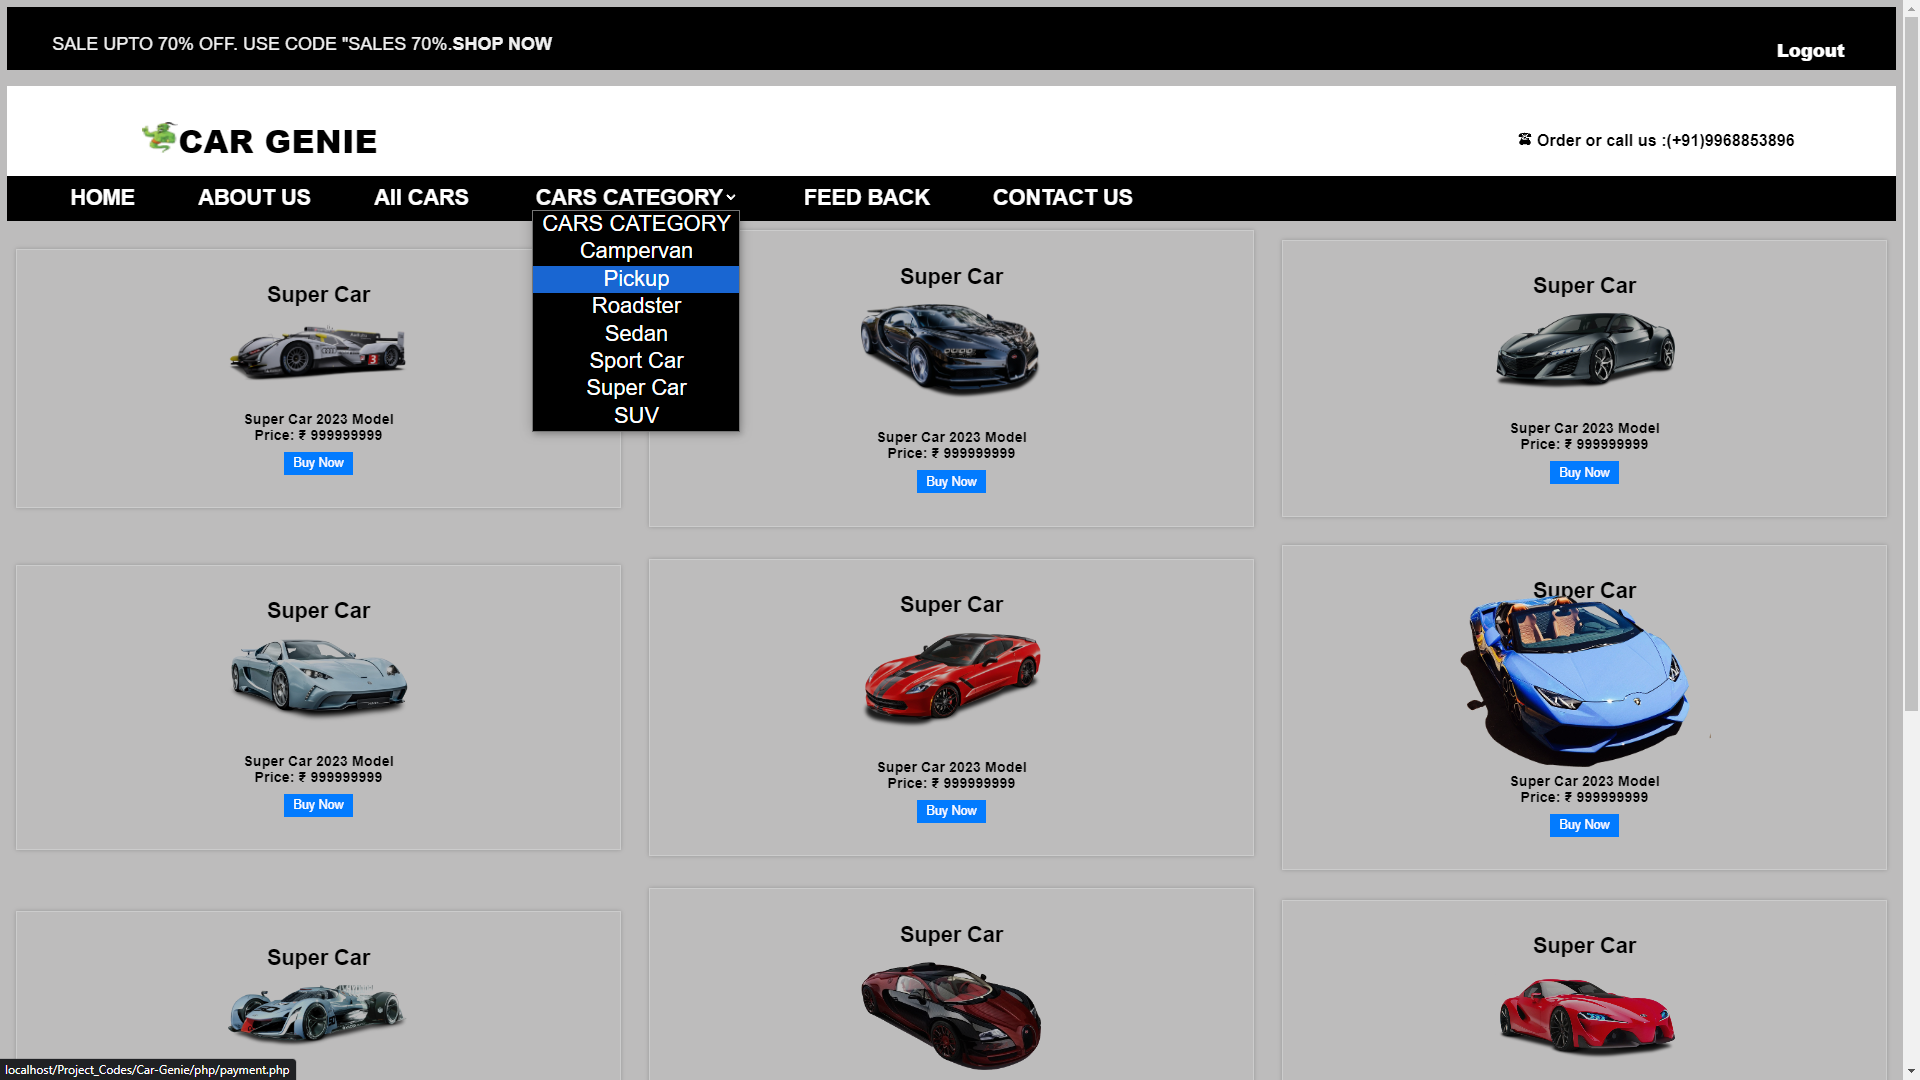 SALE UPTO 70% OFF. USE CODE "SALES 70%.SHOP NOW
Logout
CAR GENIE
Order or call us :(+91)9968853896
HOME
ABOUT US
All CARS
CARS CATEGORY
FEED BACK
CONTACT US
CARS CATEGORY
Campervan
Pickup
Roadster
Sedan
Sport Car
Super Car
SUV
Super Car
3
Super Car 2023 Model
Price: ₹ 999999999
Buy Now
Super Car
Super Car 2023 Model
Price: ₹ 999999999
Buy Now
Super Car
Super Car 2023 Model
Price: ₹ 999999999
Buy Now
Super Car
Super Car 2023 Model
Price: ₹ 999999999
Buy Now
Super Car
Super Car 2023 Model
Price: ₹ 999999999
Buy Now
Super Car
Super Car 2023 Model
Price: ₹ 999999999
Buy Now
Super Car
Super Car
Super Car
localhost/Project_Codes/Car-Genie/php/payment.php